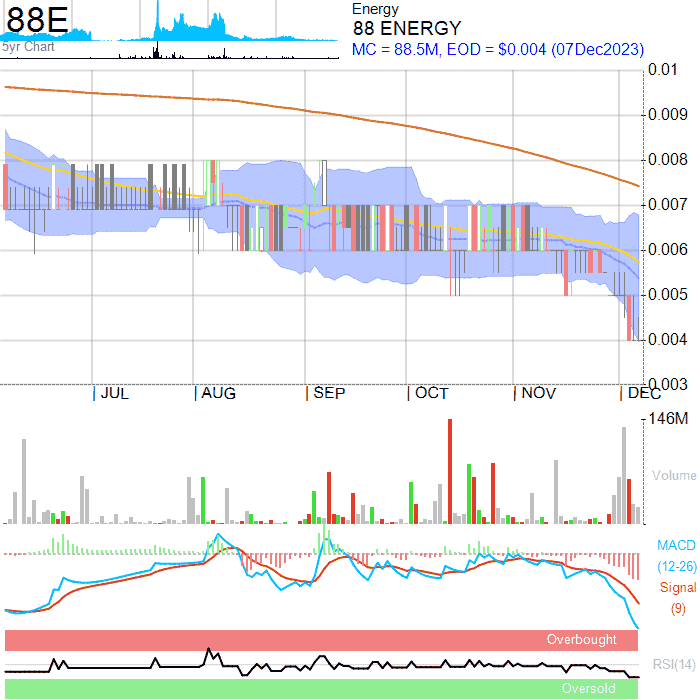 88E
5yr Chart
Energy
88 ENERGY
MC = 88.5M, EOD = $0.004 (07Dec2023)
0.01
0.009
0.008
0.007
0.006
0.005
0.004
0.003
JUL
AUG
SEP
OCT
NOV
DEC
146M
Volume
MACD
(12-26)
Signal
(9)
Overbought
RSI(14)
Oversold